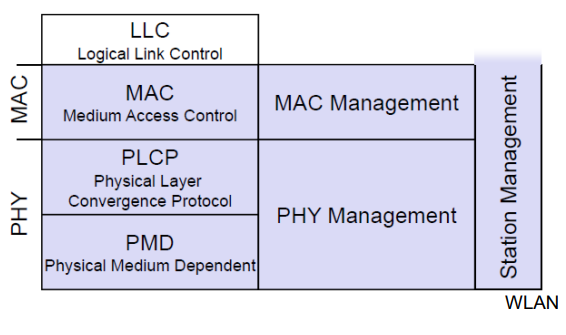 LLC
Logical Link Control
MAC
MAC
Medium Access Control
MAC Management
PHY
PLCP
Physical Layer
Convergence Protocol
PHY Management
PMD
Physical Medium Dependent
Station Management
WLAN